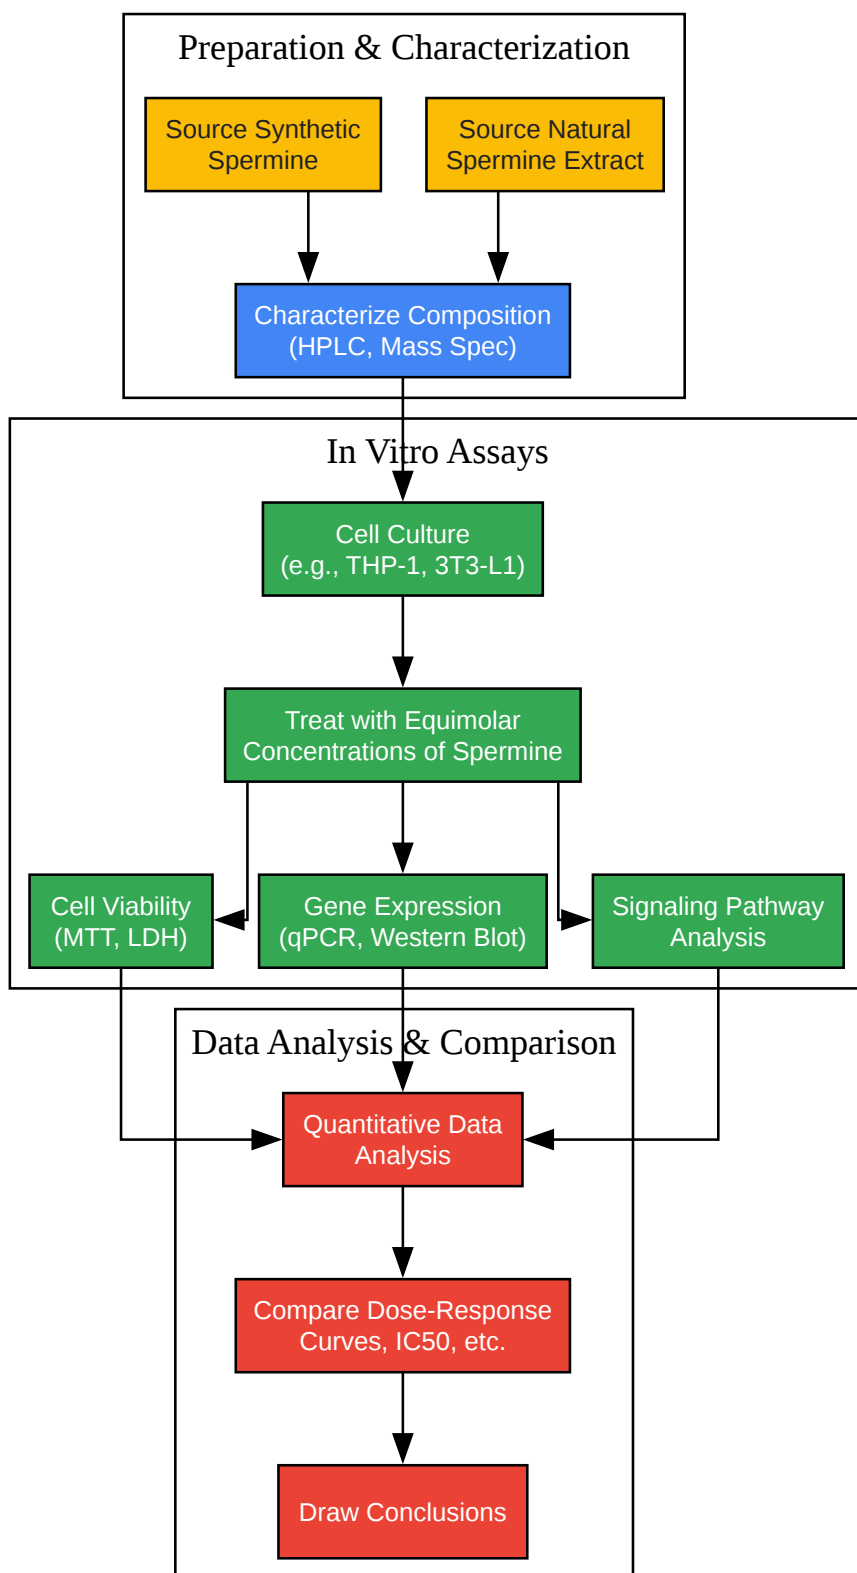 Preparation & Characterization
Source Synthetic
Spermine
Source Natural
Spermine Extract
Characterize Composition
(HPLC, Mass Spec)
In Vitro Assays
Cell Culture
(e.g., THP-1, 3T3-L1)
Treat with Equimolar
Concentrations of Spermine
Cell Viability
(MTT, LDH)
Gene Expression
(qPCR, Western Blot)
Signaling Pathway
Analysis
Data Analysis & Comparison
Quantitative Data
Analysis
Compare Dose-Response
Curves, IC50, etc.
Draw Conclusions